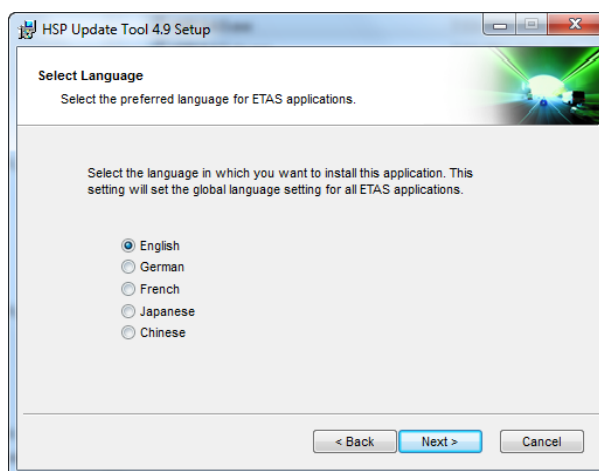 HSP Update Tool 4.9 Setup
Select Language
Select the preferred language for ETAS applications.
Select the language in which you want to install this application. This
setting will set the global language setting for all ETAS applications.
English
German
French
Japanese
Chinese
< Back
Next >
Cancel